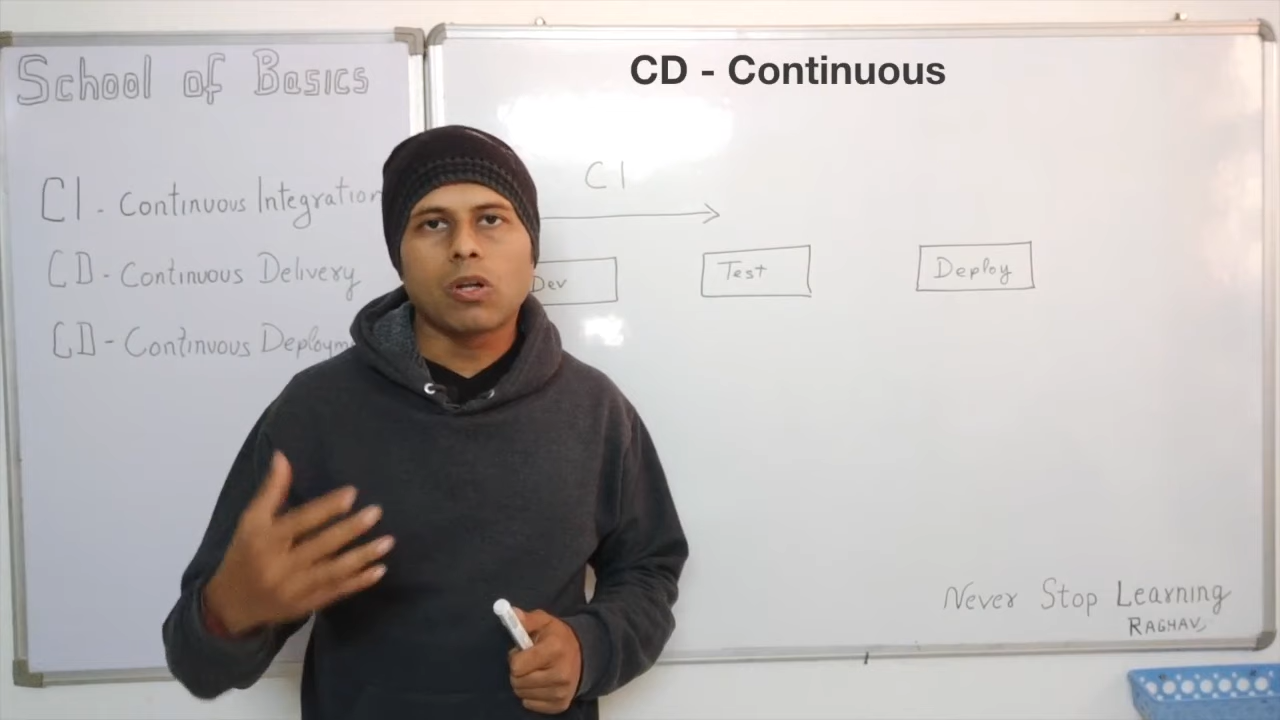 School of Basics
CI - Continuous Integration
CD - Continuous Delivery
CD - Continuous
CD - Continuous
CI
Dev
Test
Deploy
Never Stop Learning
RAGHAV